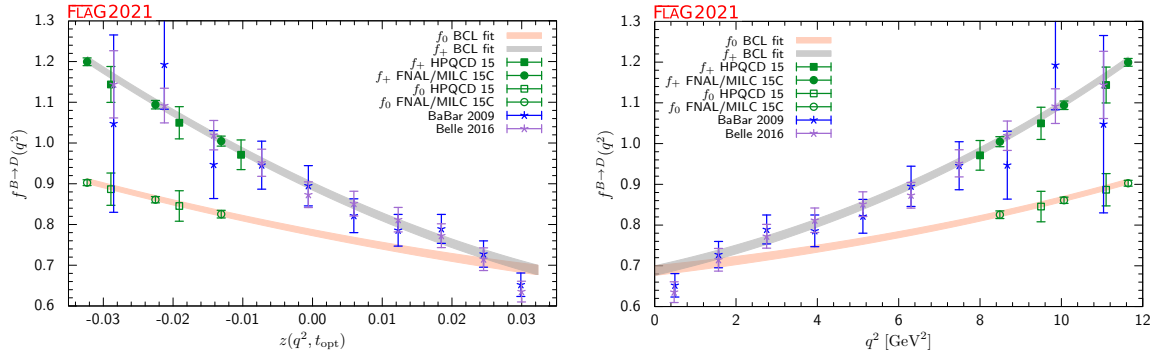 FLAG2021
f₀ BCL fit
f₊ BCL fit
f₊ HPQCD 15
f₊ FNAL/MILC 15C
f₀ HPQCD 15
f₀ FNAL/MILC 15C
BaBar 2009
Belle 2016
f^{B→D}(q²)
1.3
1.2
1.1
1.0
0.9
0.8
0.7
0.6
-0.03 -0.02 -0.01 0.00 0.01 0.02 0.03
z(q², t_opt)
FLAG2021
f₀ BCL fit
f₊ BCL fit
f₊ HPQCD 15
f₊ FNAL/MILC 15C
f₀ HPQCD 15
f₀ FNAL/MILC 15C
BaBar 2009
Belle 2016
f^{B→D}(q²)
1.3
1.2
1.1
1.0
0.9
0.8
0.7
0.6
0 2 4 6 8 10 12
q² [GeV²]